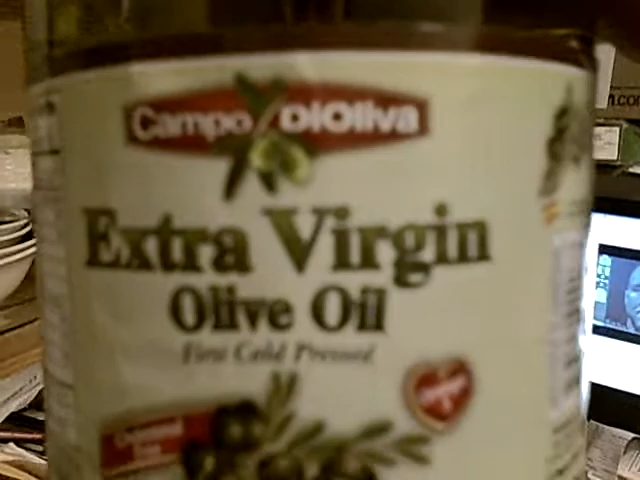 Campo DiOliva
Extra Virgin
Olive Oil
First Cold Pressed